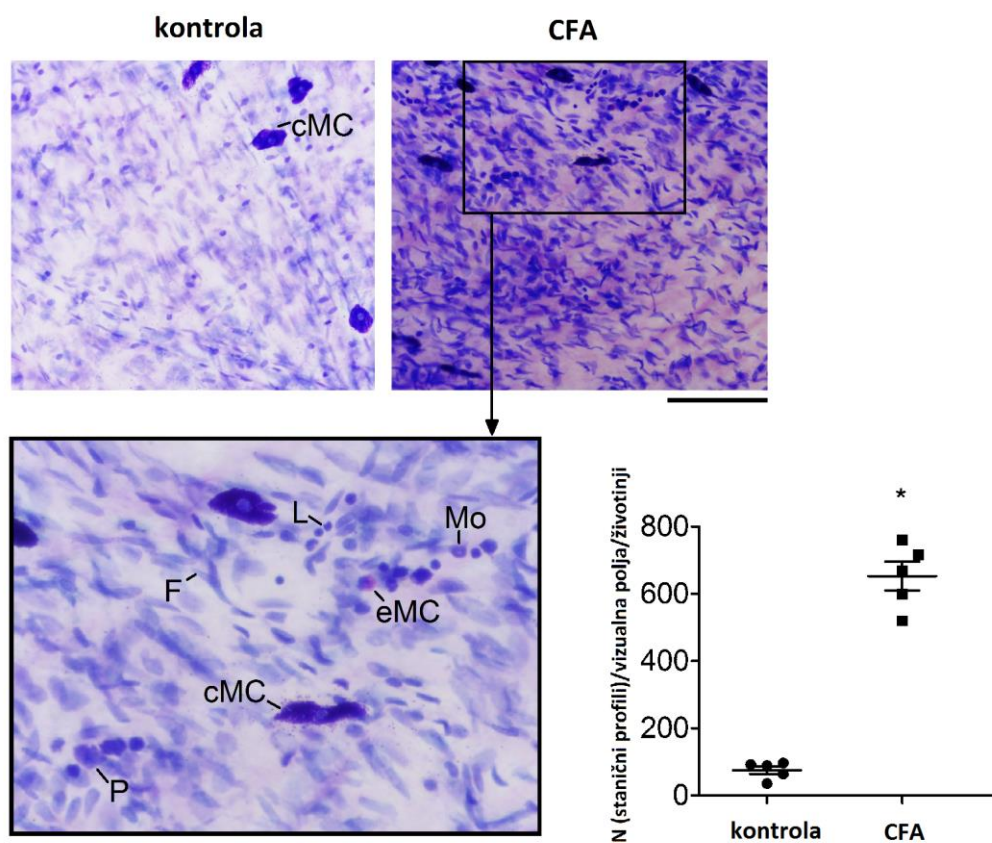 kontrola
CFA
cMC
L
Mo
F
eMC
cMC
P
N (stanični profili)/vizualna polja/životinji
*
800
600
400
200
0
kontrola
CFA